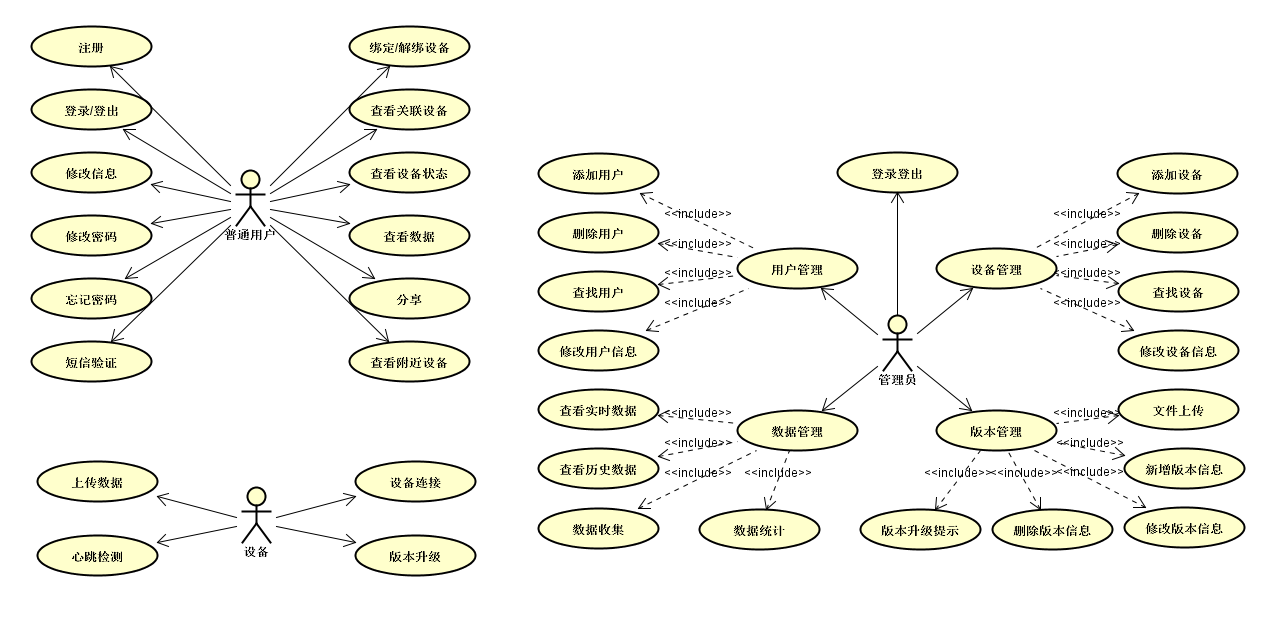 注册
登录/登出
修改信息
修改密码
忘记密码
短信验证
普通用户
绑定/解绑设备
查看关联设备
查看设备状态
查看数据
分享
查看附近设备
上传数据
心跳检测
设备
设备连接
版本升级
添加用户
删除用户
查找用户
修改用户信息
<<include>>
<<include>>
<<include>>
<<include>>
用户管理
登录登出
管理员
设备管理
<<include>>
<<include>>
<<include>>
<<include>>
添加设备
删除设备
查找设备
修改设备信息
查看实时数据
查看历史数据
数据收集
数据统计
<<include>>
<<include>>
<<include>>
<<include>>
数据管理
版本管理
<<include>>
<<include>>
<<include>>
<<include>>
<<include>>
文件上传
新增版本信息
修改版本信息
删除版本信息
版本升级提示